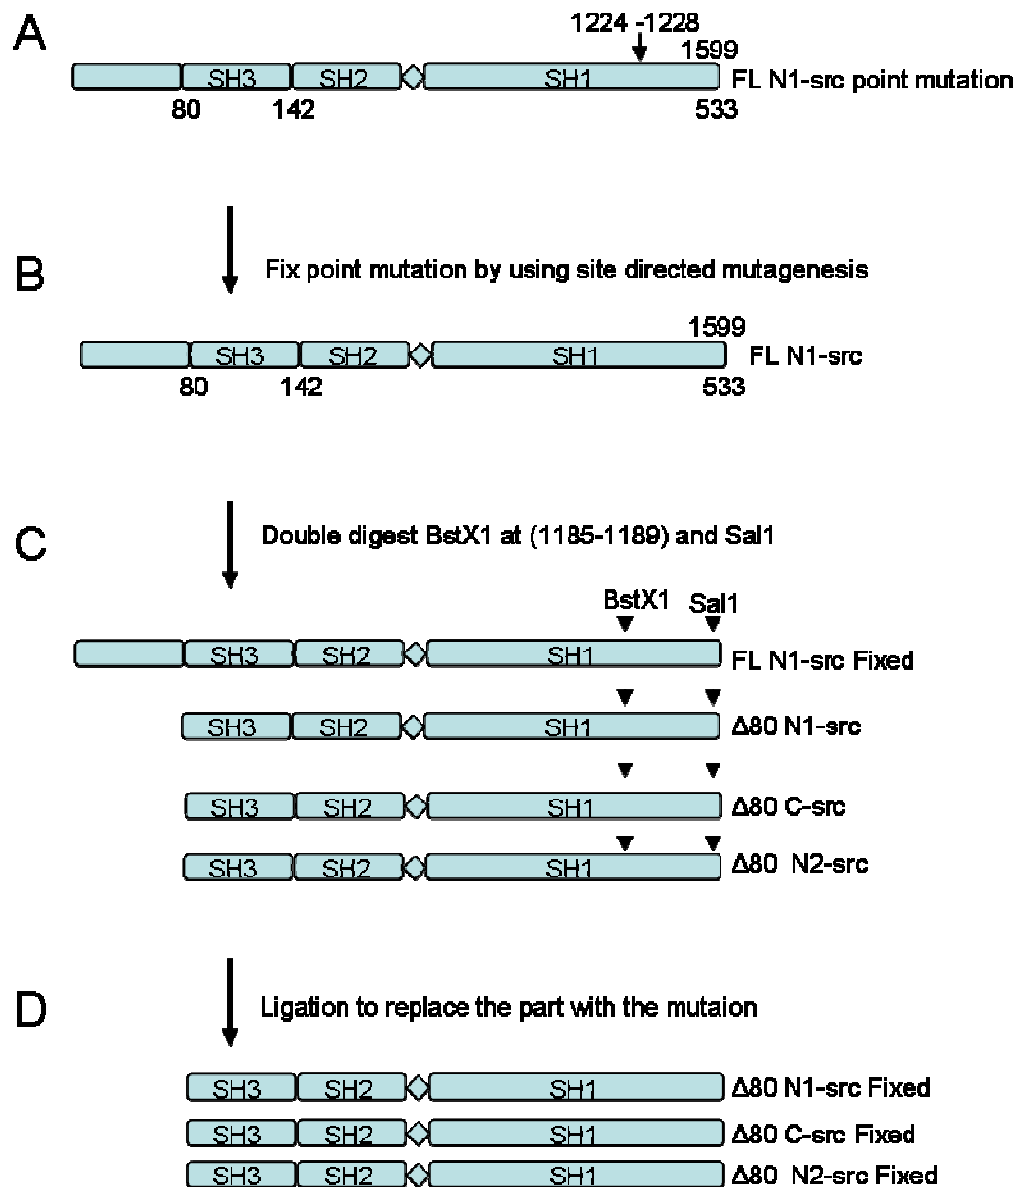 A
1224 -1228
1599
SH3 SH2 SH1 FL N1-src point mutation
80 142 533
B
Fix point mutation by using site directed mutagenesis
1599
SH3 SH2 SH1 FL N1-src
80 142 533
C
Double digest BstX1 at (1185-1189) and Sal1
BstX1 Sal1
SH3 SH2 SH1 FL N1-src Fixed
SH3 SH2 SH1 Δ80 N1-src
SH3 SH2 SH1 Δ80 C-src
SH3 SH2 SH1 Δ80 N2-src
D
Ligation to replace the part with the mutaion
SH3 SH2 SH1 Δ80 N1-src Fixed
SH3 SH2 SH1 Δ80 C-src Fixed
SH3 SH2 SH1 Δ80 N2-src Fixed